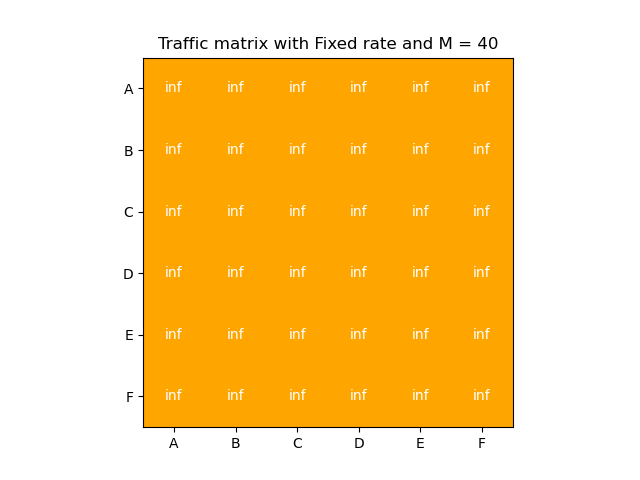 Traffic matrix with Fixed rate and M = 40
A inf inf inf inf inf inf
B inf inf inf inf inf inf
C inf inf inf inf inf inf
D inf inf inf inf inf inf
E inf inf inf inf inf inf
F inf inf inf inf inf inf
A B C D E F